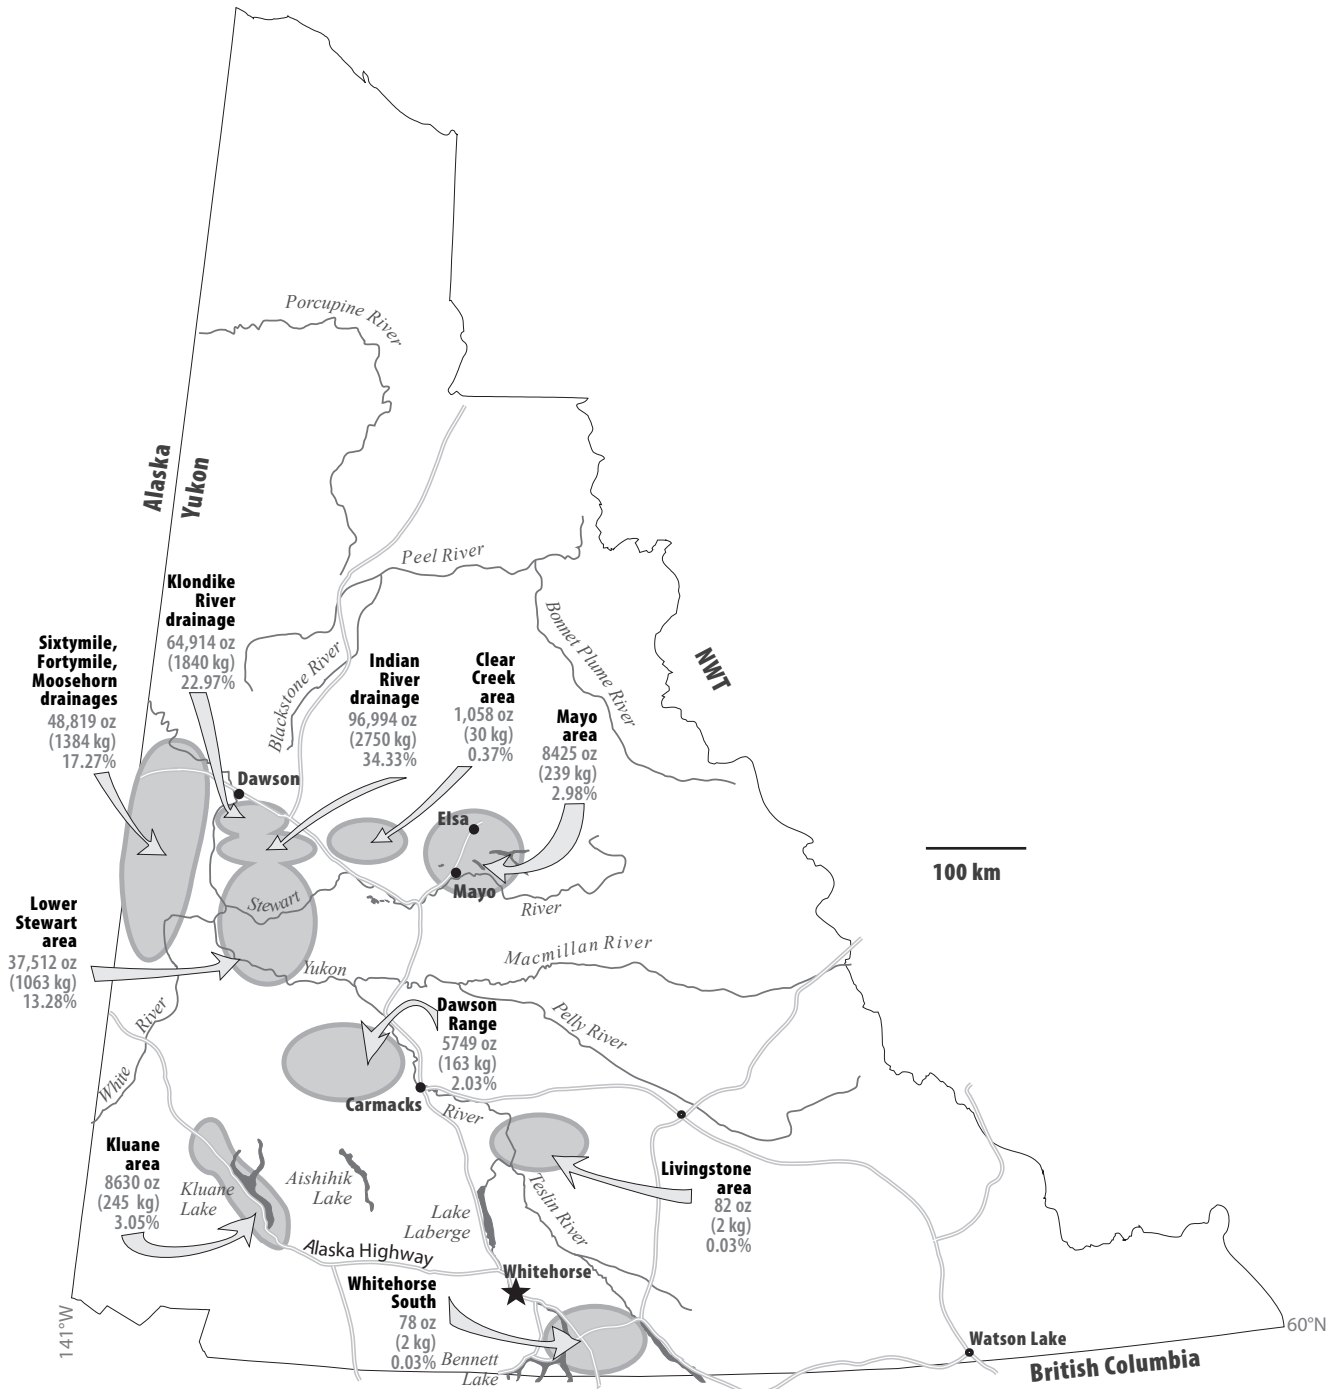 Porcupine River
Alaska
Yukon
Peel River
Klondike
River
drainage
64,914 oz
(1840 kg)
22.97%
Bonnet Plume River
Sixtymile,
Fortymile,
Moosehorn
drainages
48,819 oz
(1384 kg)
17.27%
Blackstone River
Indian
River
drainage
96,994 oz
(2750 kg)
34.33%
Clear
Creek
area
1,058 oz
(30 kg)
0.37%
Mayo
area
8425 oz
(239 kg)
2.98%
NWT
Dawson
Elsa
Mayo
100 km
Stewart
River
Lower
Stewart
area
37,512 oz
(1063 kg)
13.28%
Yukon
Macmillan River
River
White
Dawson
Range
5749 oz
(163 kg)
2.03%
Pelly River
Carmacks
River
Kluane
area
8630 oz
(245 kg)
3.05%
Kluane
Lake
Aishihik
Lake
Lake
Laberge
Teslin River
Livingstone
area
82 oz
(2 kg)
0.03%
Alaska Highway
Whitehorse
Whitehorse
South
78 oz
(2 kg)
0.03%
Bennett
Lake
141°W
60°N
Watson Lake
British Columbia